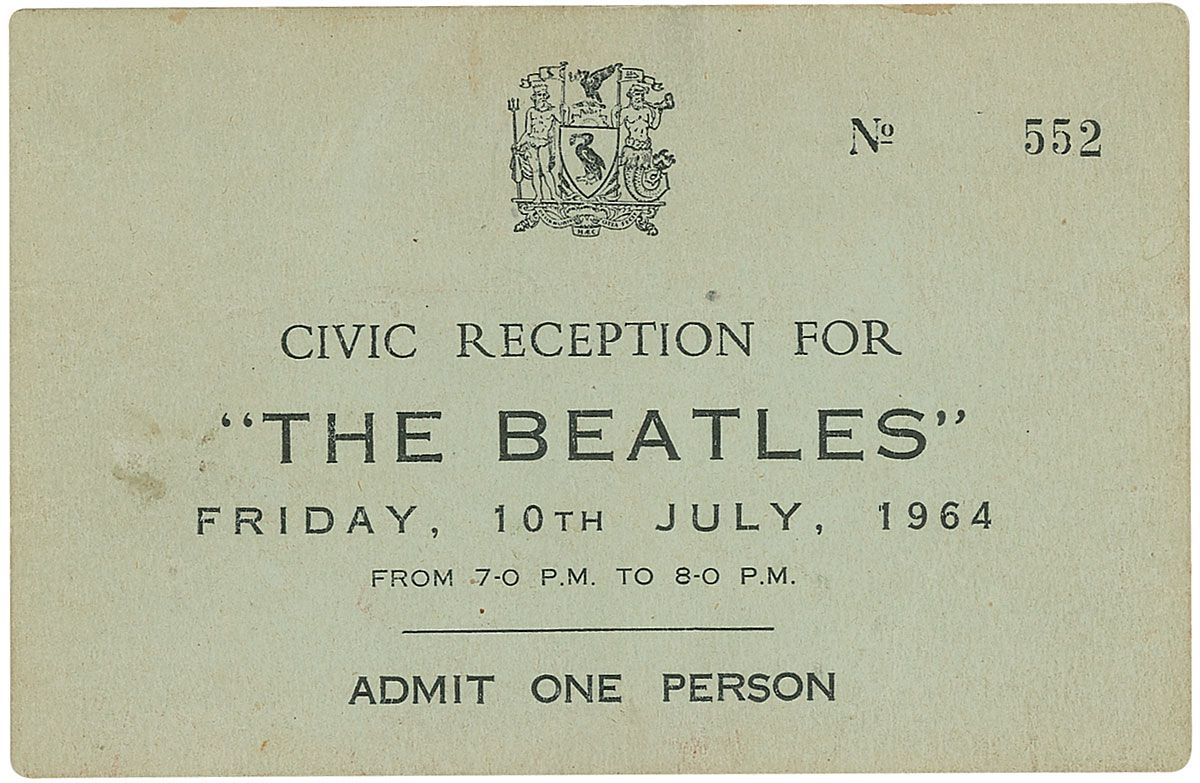 Nº 552
CIVIC RECEPTION FOR
“THE BEATLES”
FRIDAY, 10TH JULY, 1964
FROM 7-0 P.M. TO 8-0 P.M.
ADMIT ONE PERSON